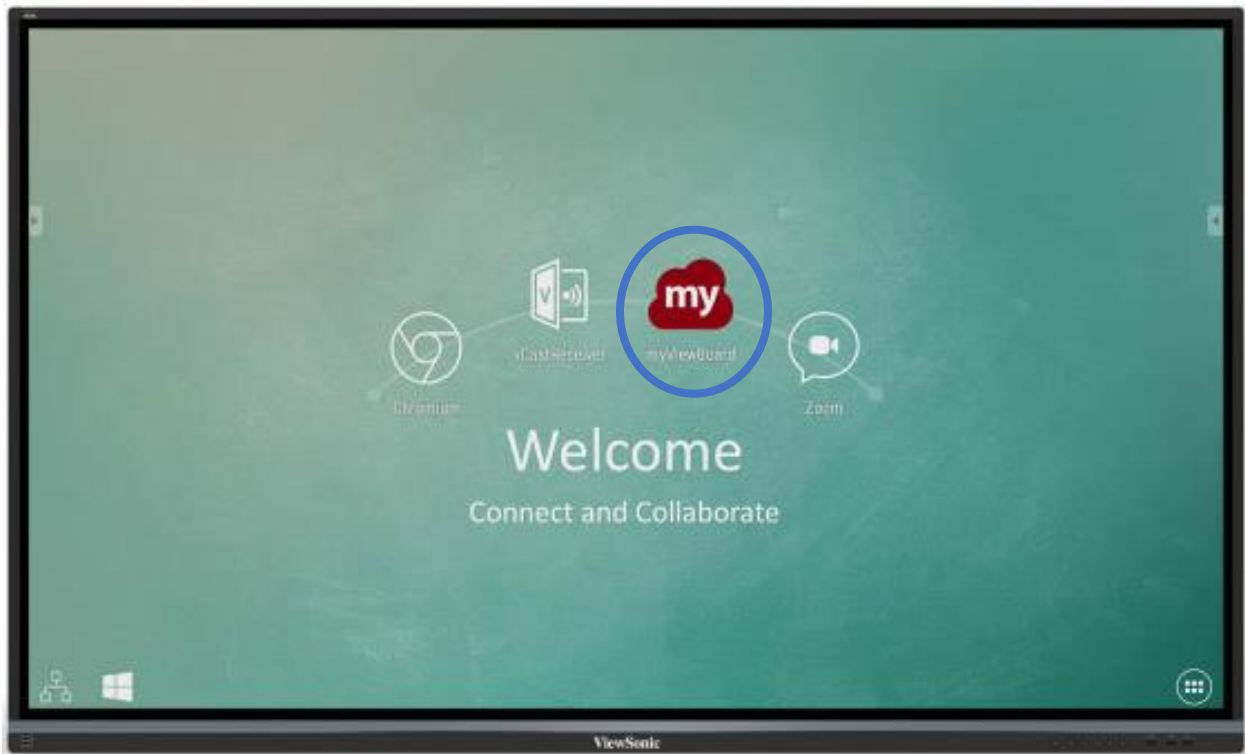 V
my
vCastReceiver
myViewBoard
Chromium
Zoom
Welcome
Connect and Collaborate
ViewSonic